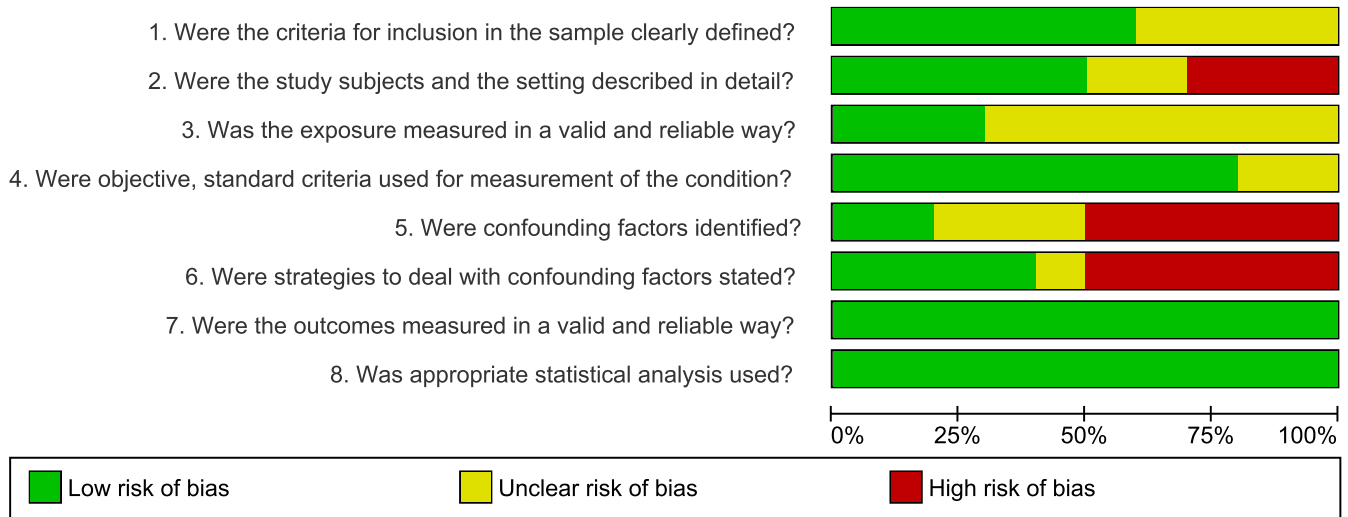 1. Were the criteria for inclusion in the sample clearly defined?
2. Were the study subjects and the setting described in detail?
3. Was the exposure measured in a valid and reliable way?
4. Were objective, standard criteria used for measurement of the condition?
5. Were confounding factors identified?
6. Were strategies to deal with confounding factors stated?
7. Were the outcomes measured in a valid and reliable way?
8. Was appropriate statistical analysis used?
0% 25% 50% 75% 100%
Low risk of bias Unclear risk of bias High risk of bias